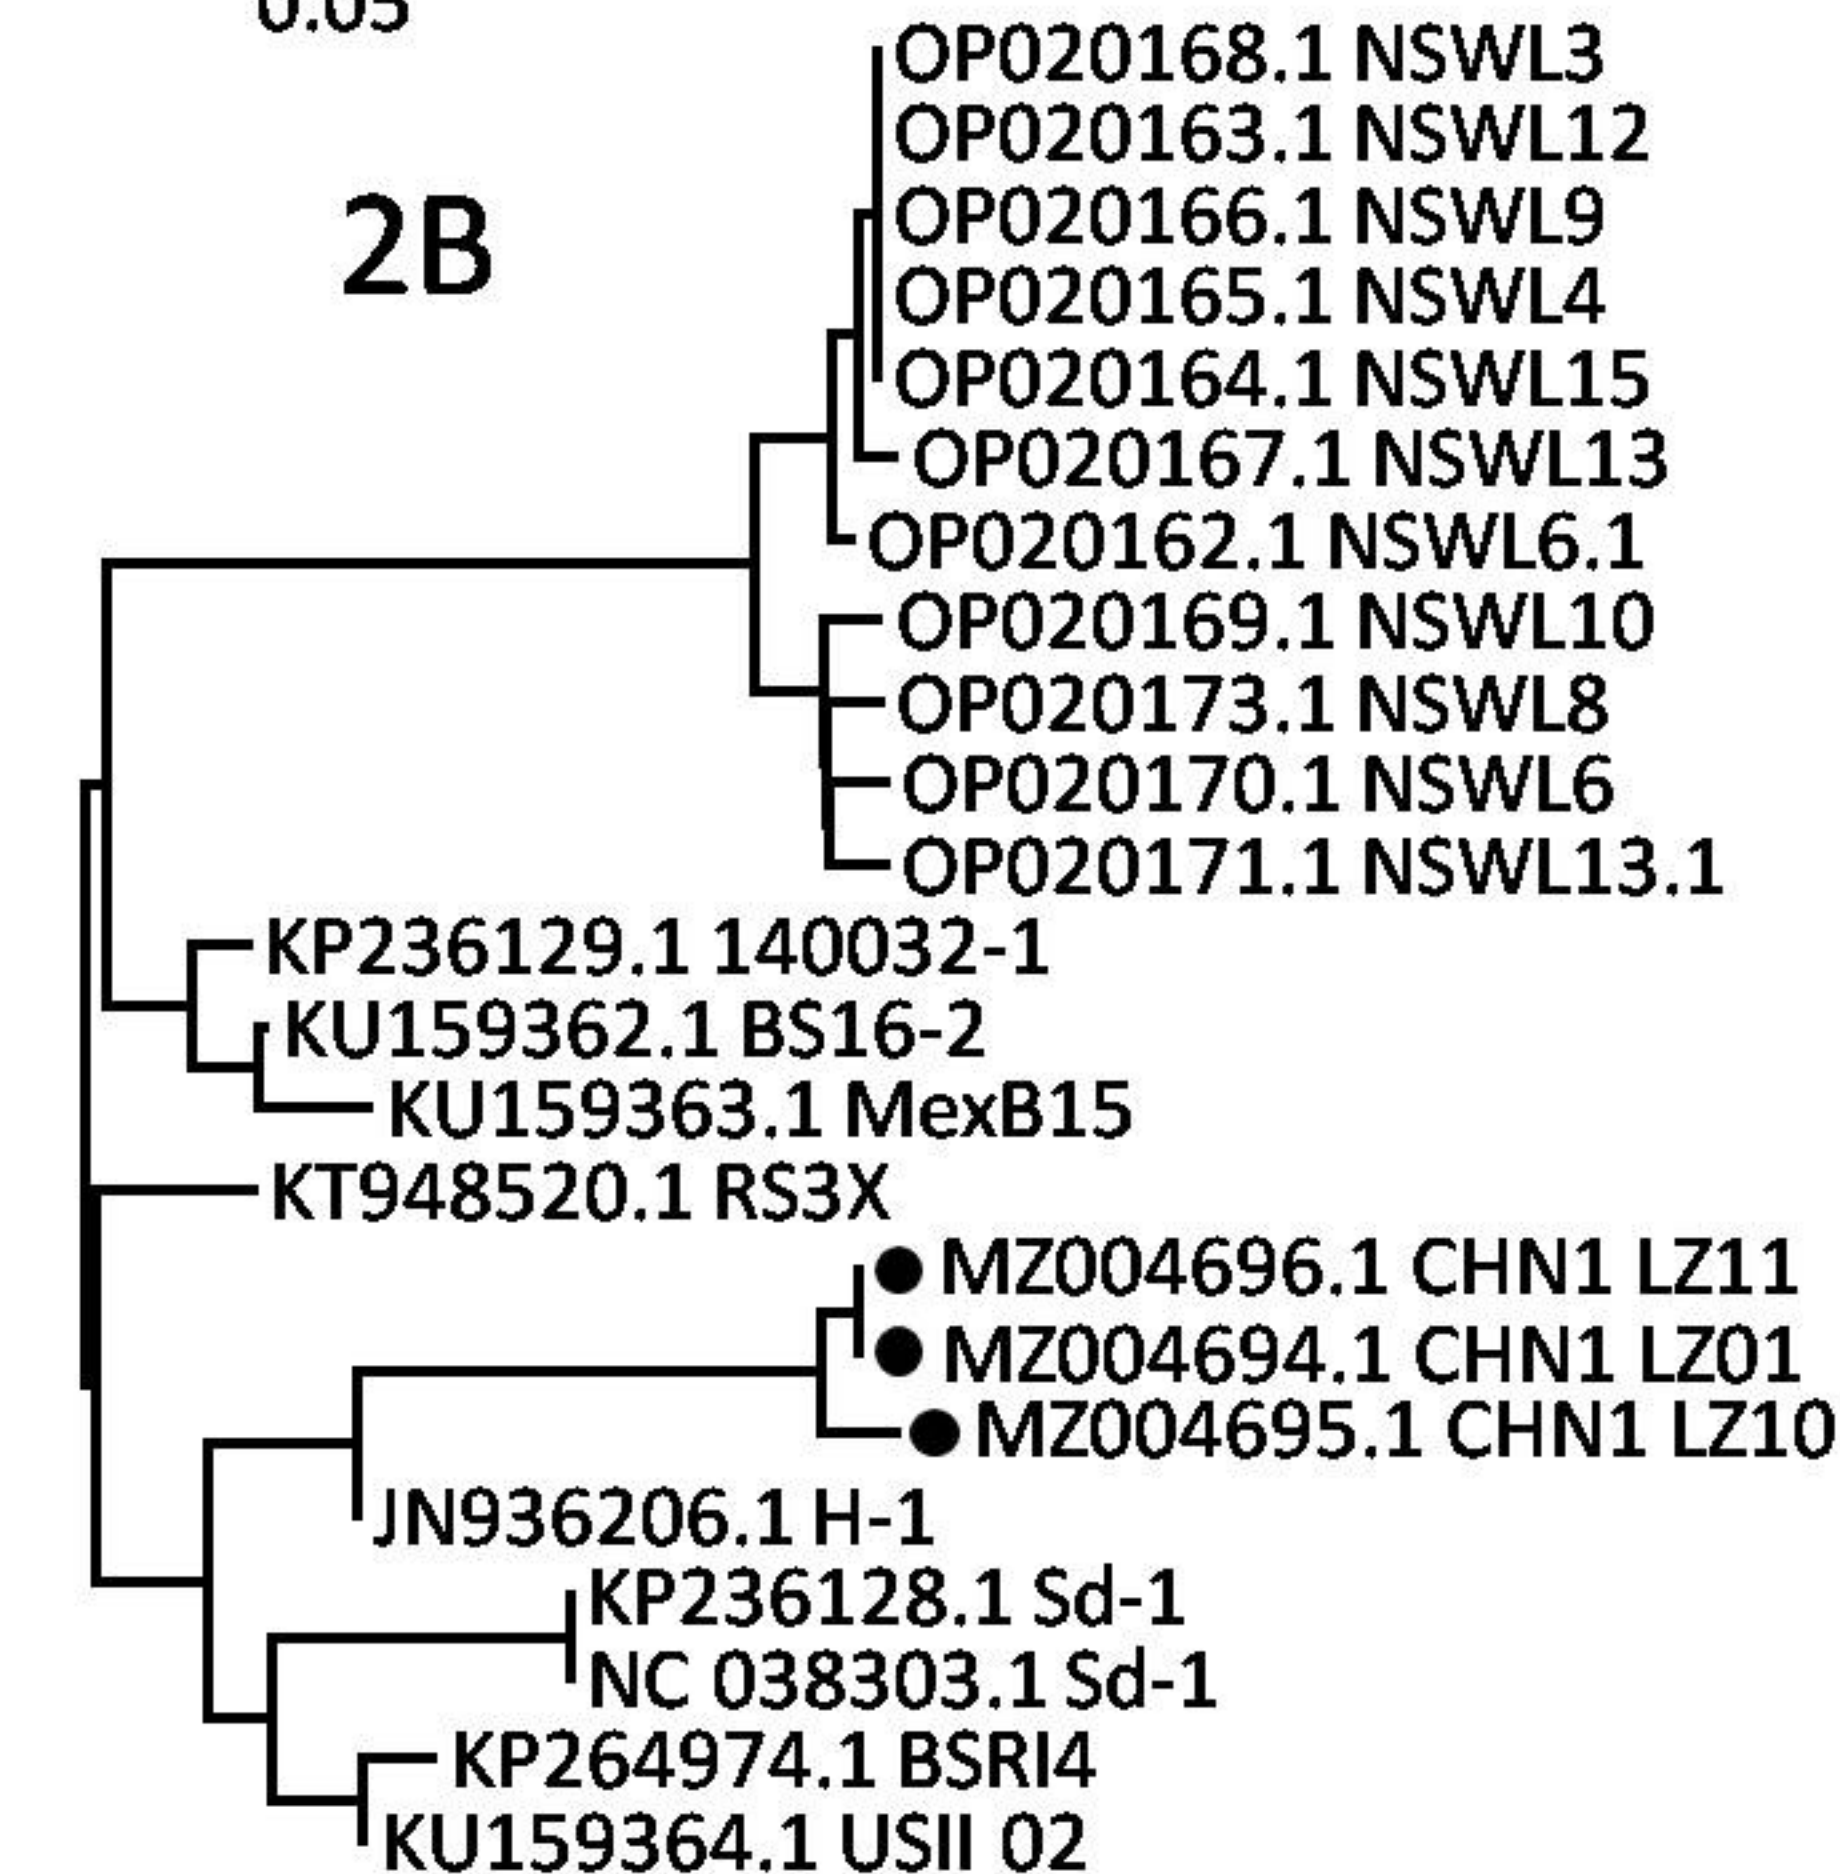 0.05
OP020168.1 NSWL3
OP020163.1 NSWL12
2B
OP020166.1 NSWL9
OP020165.1 NSWL4
OP020164.1 NSWL15
OP020167.1 NSWL13
OP020162.1 NSWL6.1
OP020169.1 NSWL10
OP020173.1 NSWL8
OP020170.1 NSWL6
OP020171.1 NSWL13.1
KP236129.1 140032-1
KU159362.1 BS16-2
KU159363.1 MexB15
KT948520.1 RS3X
MZ004696.1 CHN1 LZ11
MZ004694.1 CHN1 LZ01
MZ004695.1 CHN1 LZ10
JN936206.1 H-1
KP236128.1 Sd-1
NC 038303.1 Sd-1
KP264974.1 BSRI4
KU159364.1 USII 02